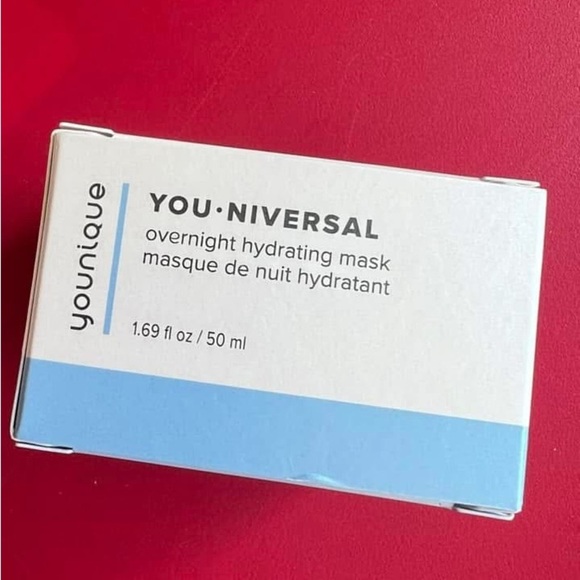 younique
YOU·NIVERSAL
overnight hydrating mask
masque de nuit hydratant
1.69 fl oz / 50 ml